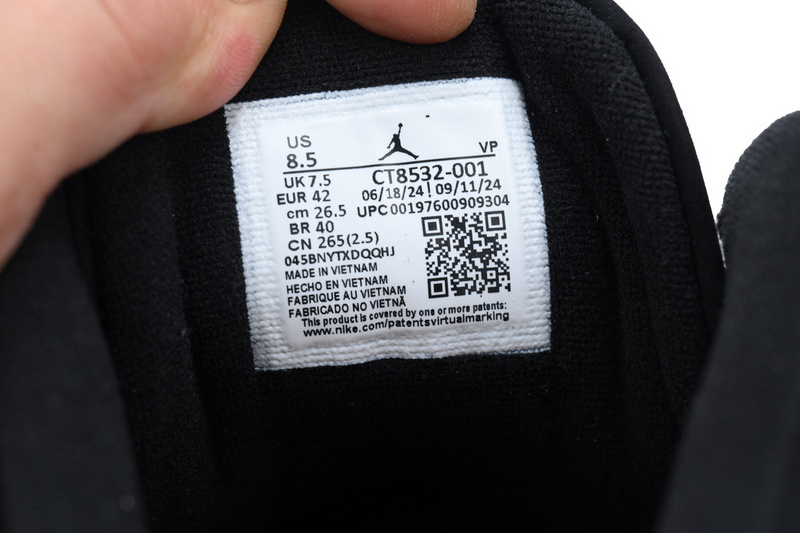 US
8.5 VP
UK 7.5 CT8532-001
EUR 42 06/18/24 | 09/11/24
cm 26.5 UPC 00197600909304
BR 40
CN 265(2.5)
045BNYTXDQQHJ
MADE IN VIETNAM
HECHO EN VIETNAM
FABRIQUE AU VIETNAM
FABRICADO NO VIETNÃ
This product is covered by one or more patents:
www.nike.com/patentsvirtualmarking